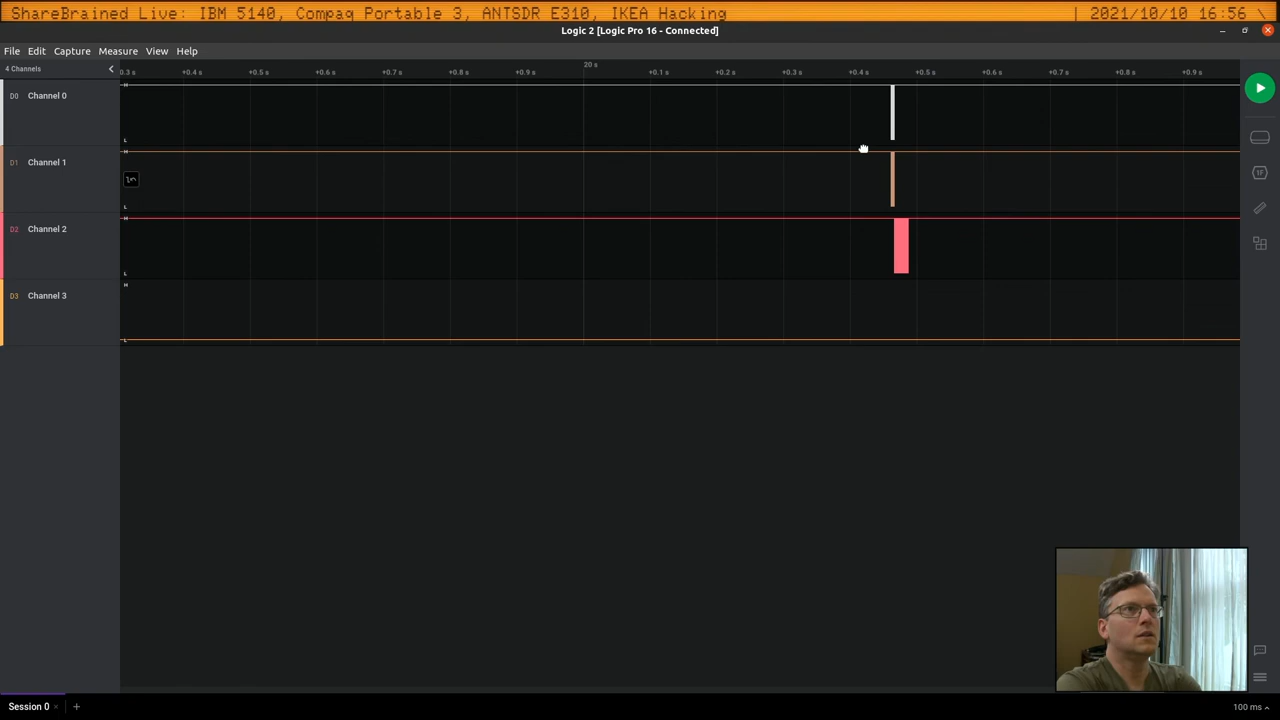 ShareBrained Live: IBM 5140, Compaq Portable 3, ANTSDR E310, IKEA Hacking | 2021/10/10 16:56 \
Logic 2 [Logic Pro 16 - Connected]
File Edit Capture Measure View Help
4 Channels
20 s
0.3 s +0.4 s +0.5 s +0.6 s +0.7 s +0.8 s +0.9 s +0.1 s +0.2 s +0.3 s +0.4 s +0.5 s +0.6 s +0.7 s +0.8 s +0.9 s
D0 Channel 0
H
L
D1 Channel 1
H
L
D2 Channel 2
H
L
D3 Channel 3
H
L
1F
Session 0
100 ms